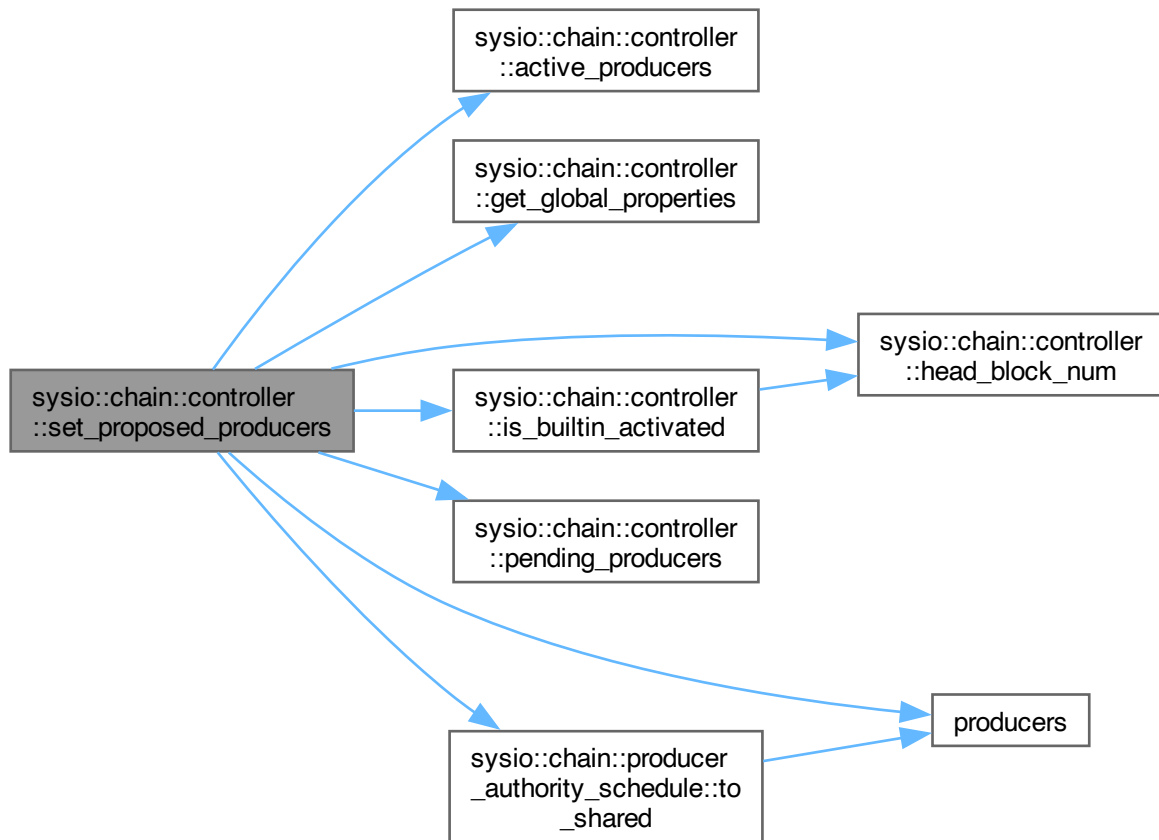 sysio::chain::controller
::active_producers
sysio::chain::controller
::get_global_properties
sysio::chain::controller
::head_block_num
sysio::chain::controller
::set_proposed_producers
sysio::chain::controller
::is_builtin_activated
sysio::chain::controller
::pending_producers
producers
sysio::chain::producer
_authority_schedule::to
_shared